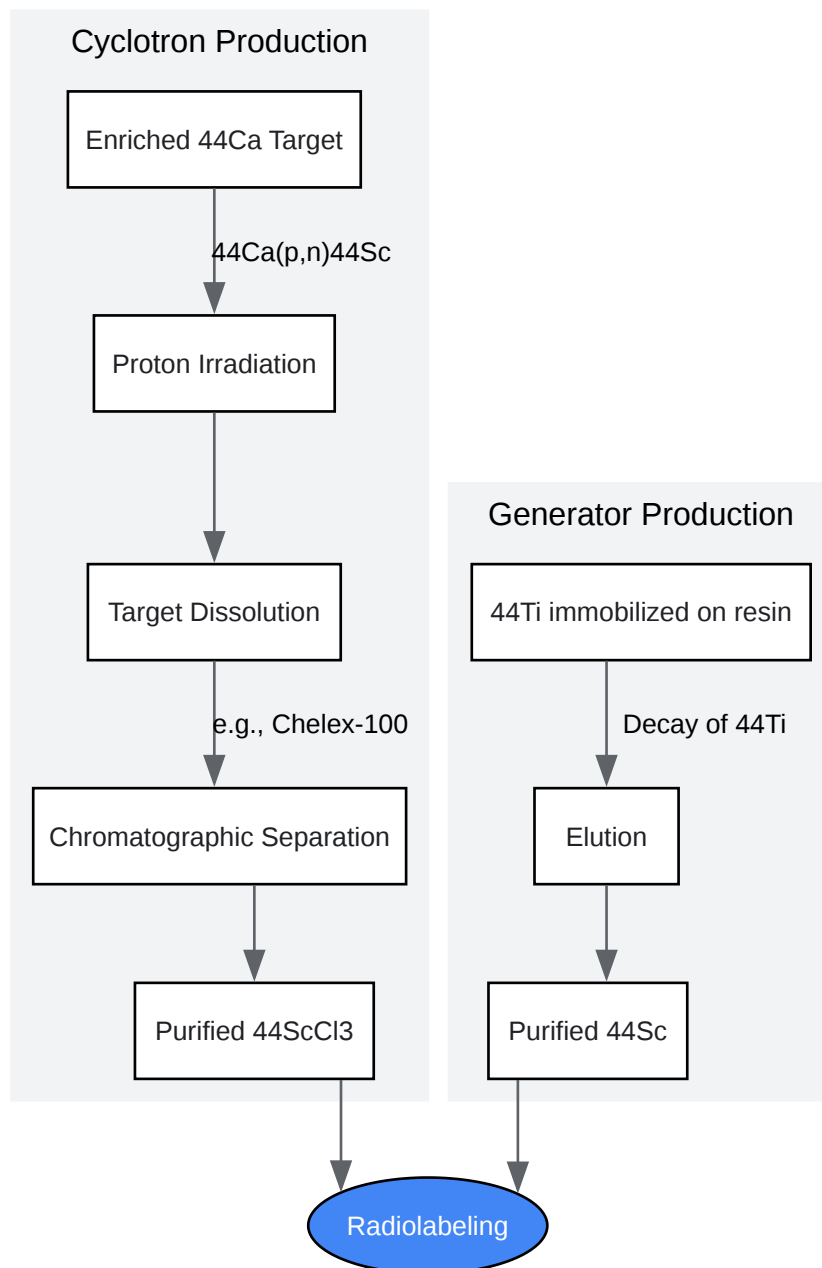 Cyclotron Production
Enriched 44Ca Target
44Ca(p,n)44Sc
Proton Irradiation
Target Dissolution
e.g., Chelex-100
Chromatographic Separation
Purified 44ScCl3
Generator Production
44Ti immobilized on resin
Decay of 44Ti
Elution
Purified 44Sc
Radiolabeling